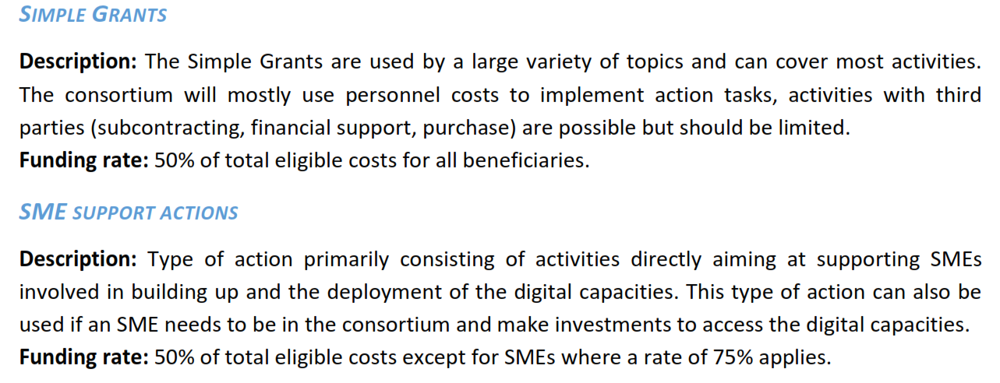 SIMPLE GRANTS
Description: The Simple Grants are used by a large variety of topics and can cover most activities.
The consortium will mostly use personnel costs to implement action tasks, activities with third
parties (subcontracting, financial support, purchase) are possible but should be limited.
Funding rate: 50% of total eligible costs for all beneficiaries.
SME SUPPORT ACTIONS
Description: Type of action primarily consisting of activities directly aiming at supporting SMEs
involved in building up and the deployment of the digital capacities. This type of action can also be
used if an SME needs to be in the consortium and make investments to access the digital capacities.
Funding rate: 50% of total eligible costs except for SMEs where a rate of 75% applies.